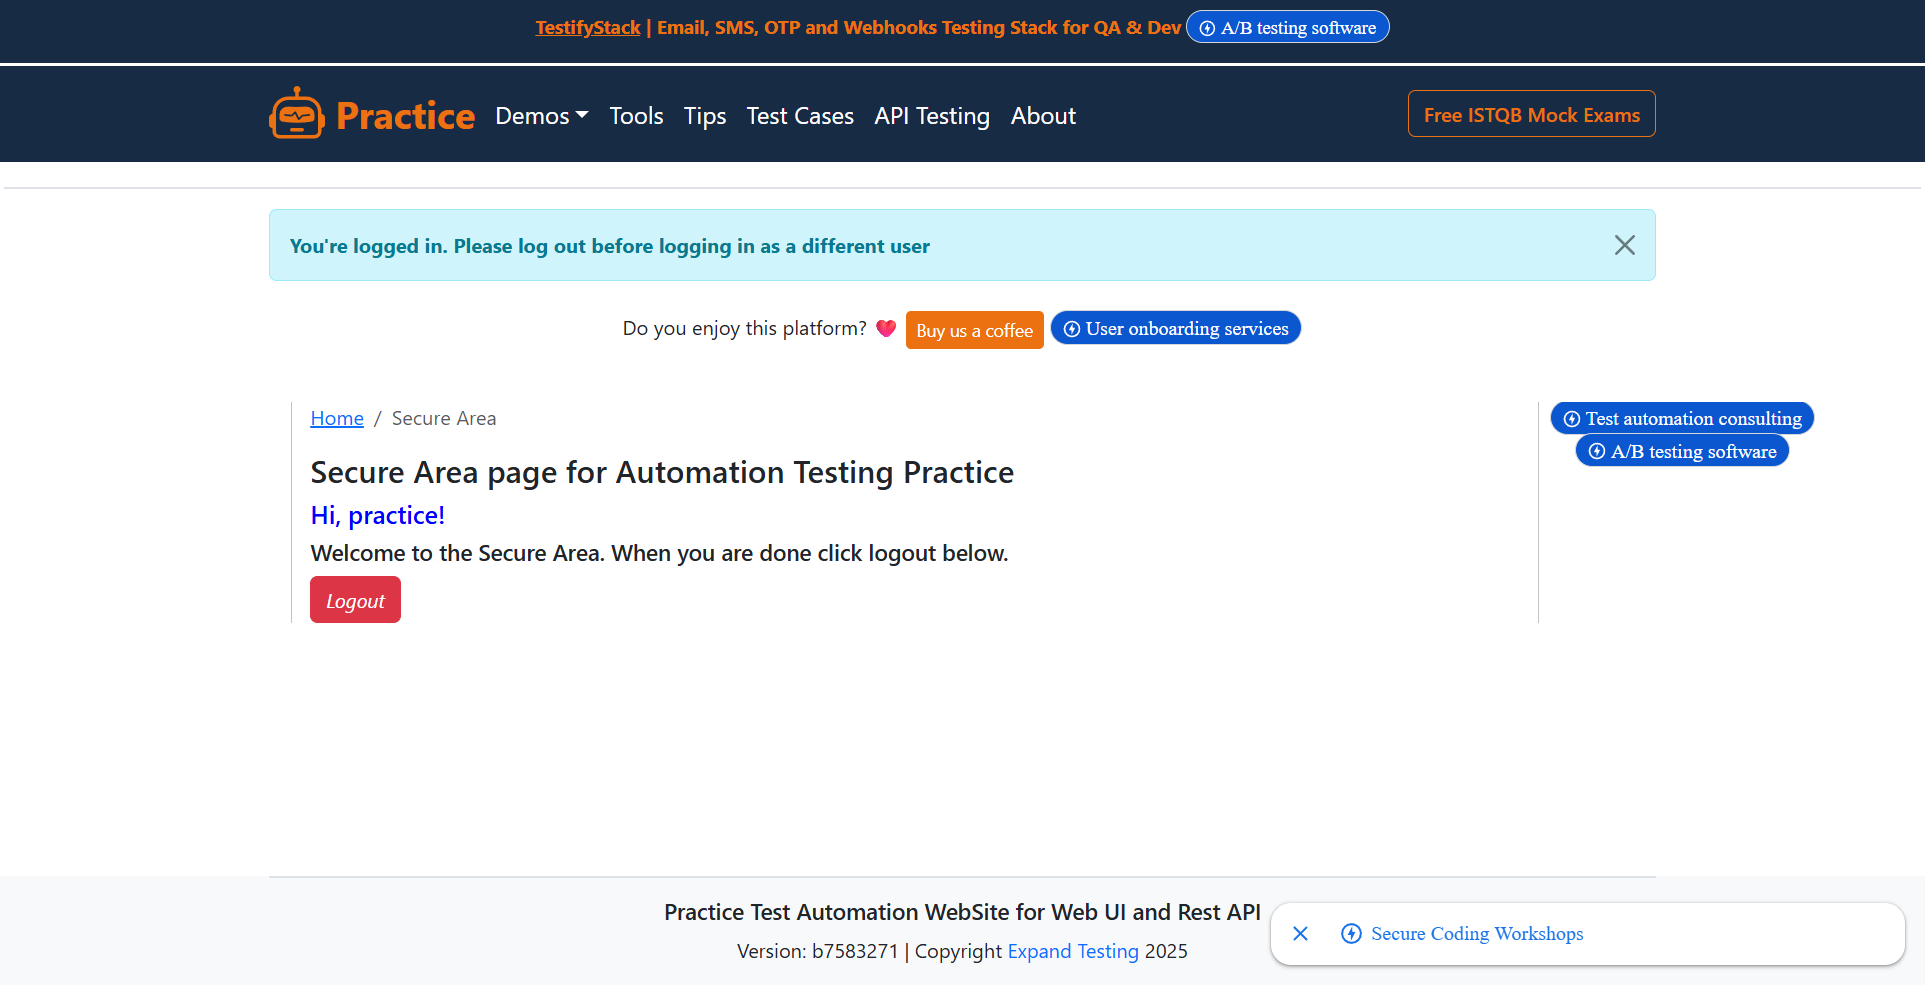 TestifyStack | Email, SMS, OTP and Webhooks Testing Stack for QA & Dev A/B testing software
Practice Demos Tools Tips Test Cases API Testing About Free ISTQB Mock Exams
You're logged in. Please log out before logging in as a different user
Do you enjoy this platform? Buy us a coffee User onboarding services
Home / Secure Area
Secure Area page for Automation Testing Practice
Hi, practice!
Welcome to the Secure Area. When you are done click logout below.
Logout
Test automation consulting
A/B testing software
Practice Test Automation WebSite for Web UI and Rest API
Version: b7583271 | Copyright Expand Testing 2025
Secure Coding Workshops